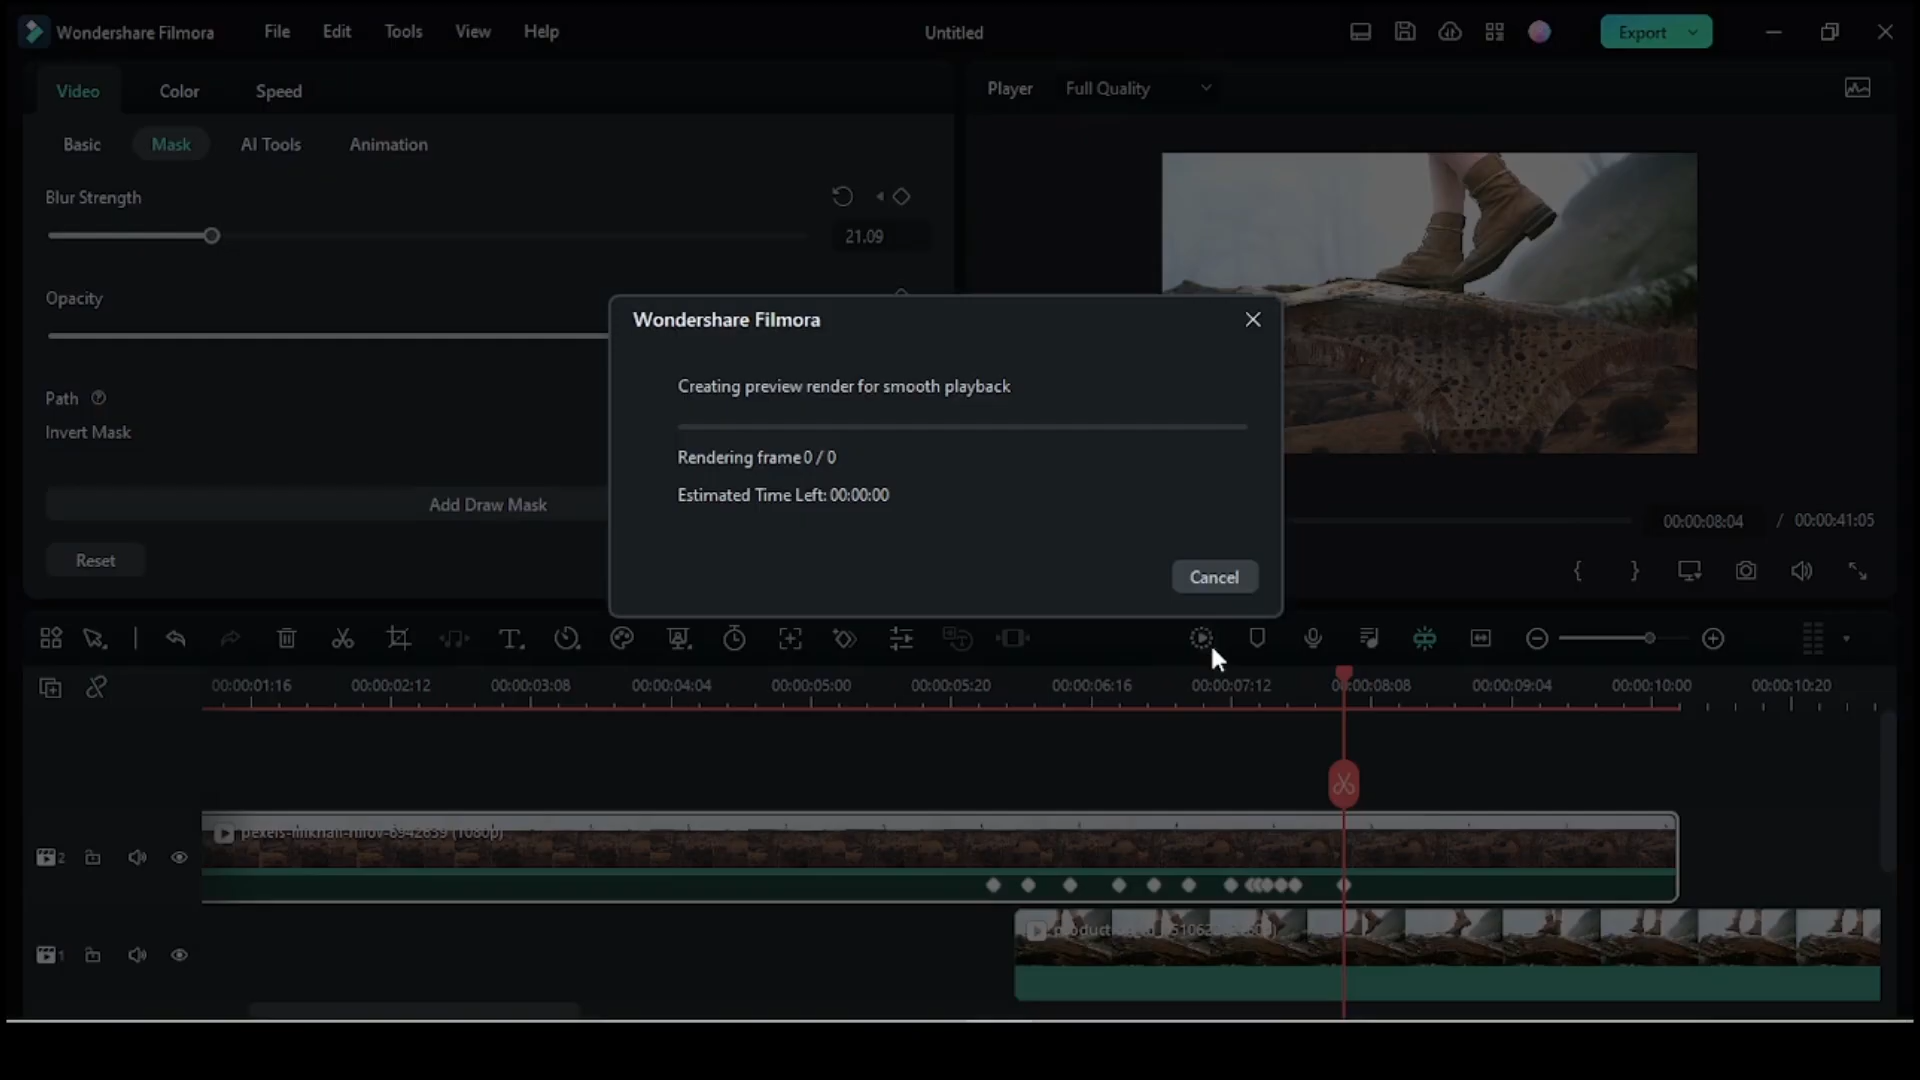 Wondershare Filmora File Edit Tools View Help Untitled Export
Video Color Speed
Player Full Quality
Basic Mask AI Tools Animation
Blur Strength
21.09
Opacity
Path
Invert Mask
Add Draw Mask
Reset
Wondershare Filmora
Creating preview render for smooth playback
Rendering frame 0 / 0
Estimated Time Left: 00:00:00
Cancel
00:00:08:04 / 00:00:41:05
00:00:01:16 00:00:02:12 00:00:03:08 00:00:04:04 00:00:05:00 00:00:05:20 00:00:06:16 00:00:07:12 00:00:08:08 00:00:09:04 00:00:10:00 00:00:10:20
2
1